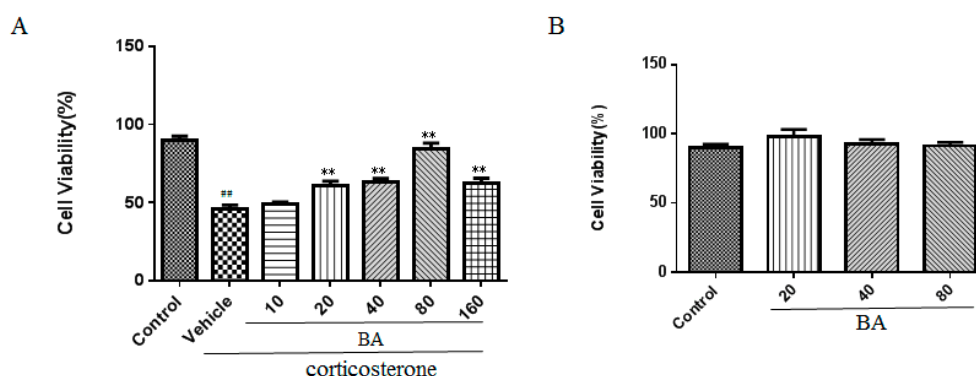 A
Cell Viability(%)
150
100
50
0
##
**
**
**
**
Control
Vehicle
10
20
40
80
160
BA
corticosterone
B
Cell Viability(%)
150
100
50
0
Control
20
40
80
BA